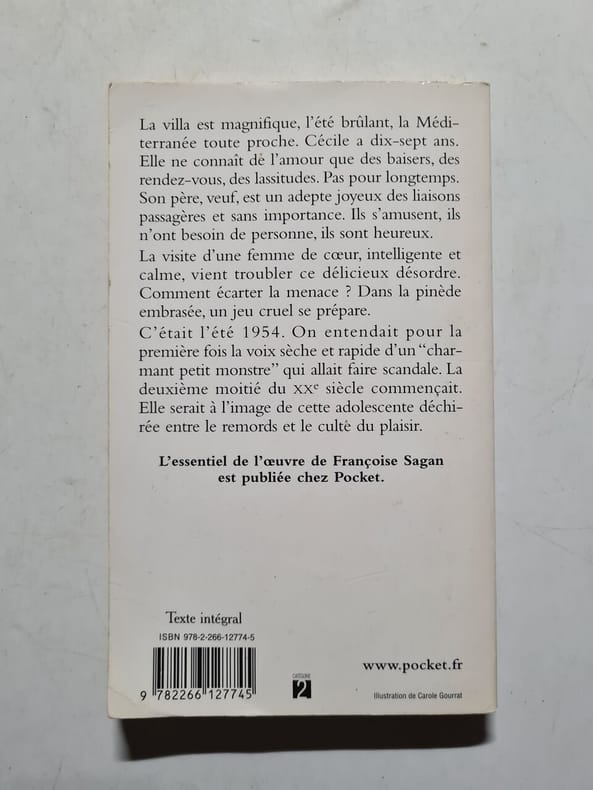 La villa est magnifique, l'été brûlant, la Médi-
terranée toute proche. Cécile a dix-sept ans.
Elle ne connaît de l'amour que des baisers, des
rendez-vous, des lassitudes. Pas pour longtemps.
Son père, veuf, est un adepte joyeux des liaisons
passagères et sans importance. Ils s'amusent, ils
n'ont besoin de personne, ils sont heureux.
La visite d'une femme de cœur, intelligente et
calme, vient troubler ce délicieux désordre.
Comment écarter la menace ? Dans la pinède
embrasée, un jeu cruel se prépare.
C'était l'été 1954. On entendait pour la
première fois la voix sèche et rapide d'un "char-
mant petit monstre" qui allait faire scandale. La
deuxième moitié du XXe siècle commençait.
Elle serait à l'image de cette adolescente déchi-
rée entre le remords et le culte du plaisir.
L'essentiel de l'œuvre de Françoise Sagan
est publiée chez Pocket.
Texte intégral
ISBN 978-2-266-12774-5
9 782266 127745
CATÉGORIE
2
www.pocket.fr
Illustration de Carole Gourrat